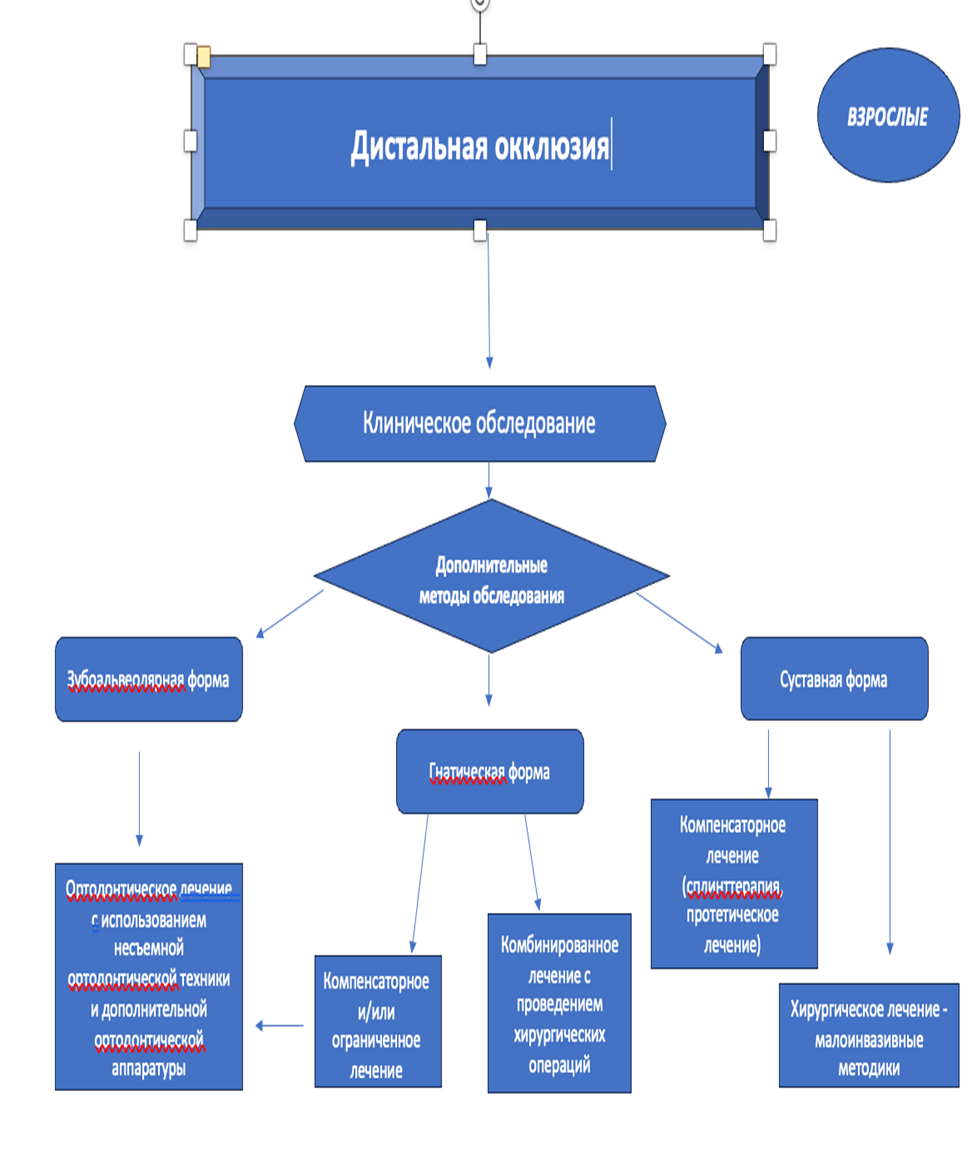 Дистальная окклюзия
ВЗРОСЛЫЕ
Клиническое обследование
Дополнительные
методы обследования
Зубоальвеолярная форма
Суставная форма
Гнатическая форма
Компенсаторное
лечение
(сплинттерапия,
протетическое
лечение)
Ортодонтическое лечение
с использованием
несъемной
ортодонтической техники
и дополнительной
ортодонтической
аппаратуры
Компенсаторное
и/или
ограниченное
лечение
Комбинированное
лечение с
проведением
хирургических
операций
Хирургическое лечение -
малоинвазивные
методики